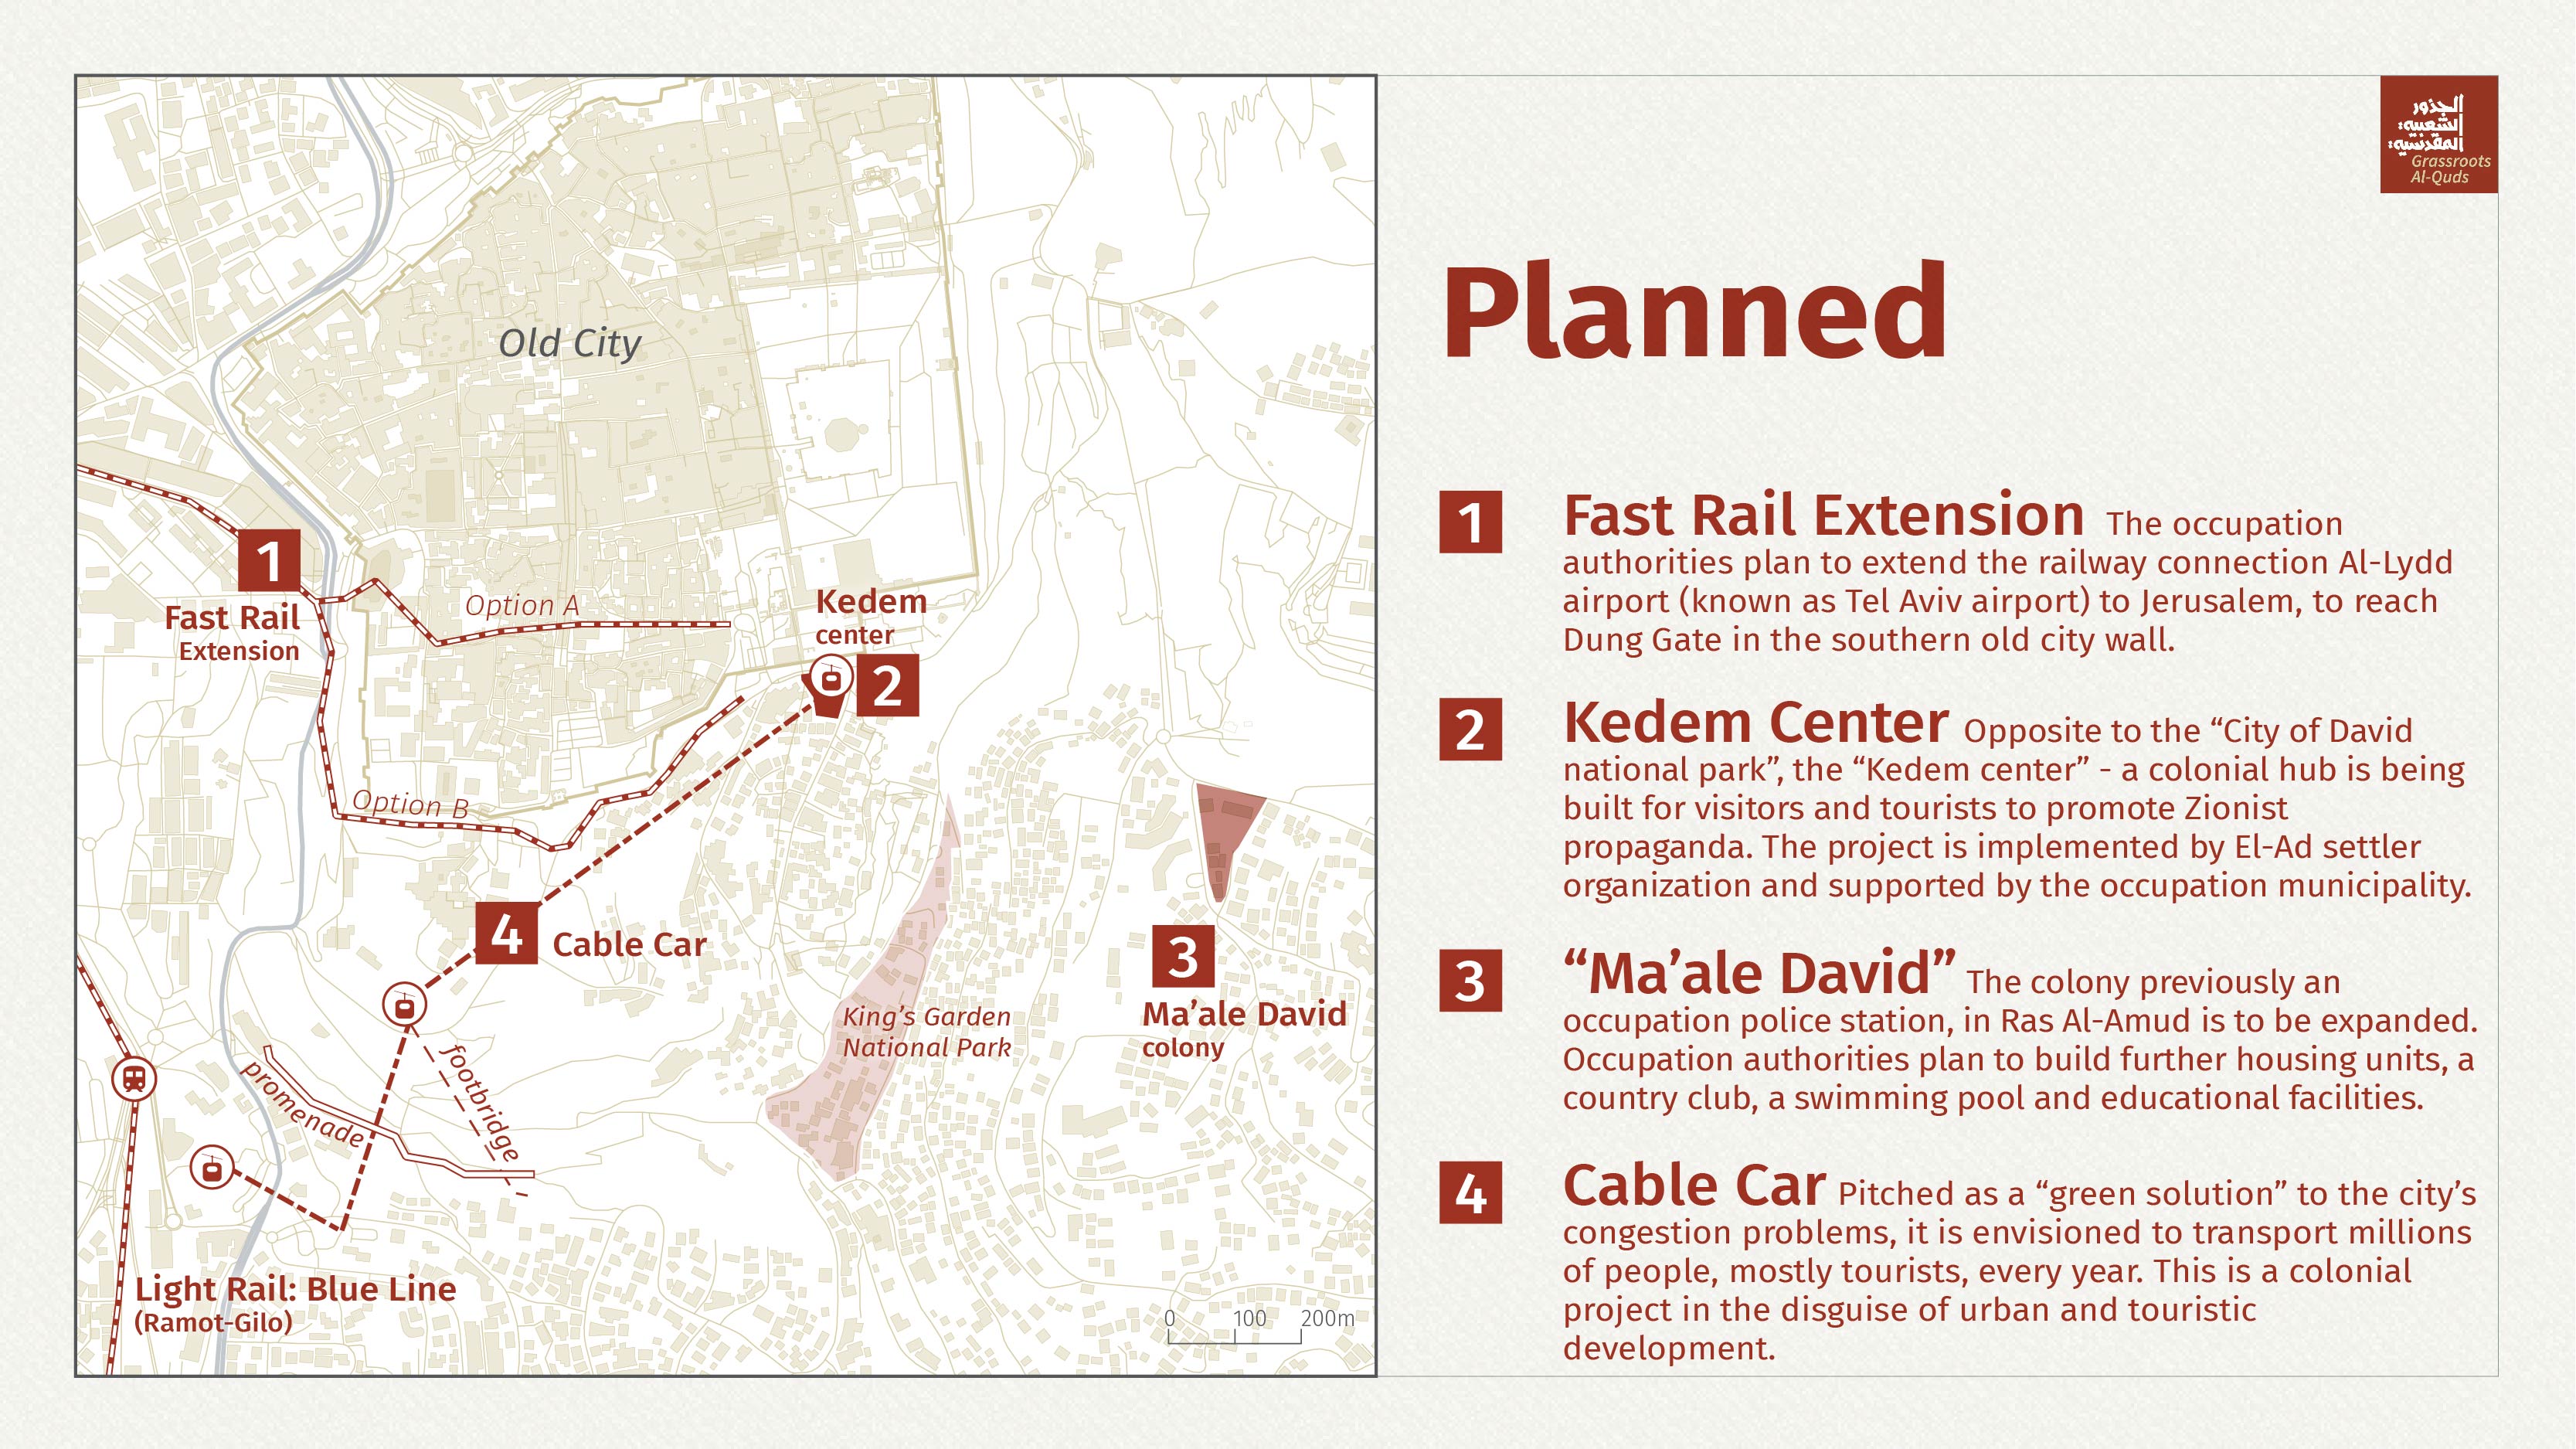 Old City
1
Fast Rail
Extension
Option A
Kedem
center
2
Option B
4
Cable Car
3
Ma’ale David
colony
King’s Garden
National Park
footbridge
promenade
Light Rail: Blue Line
(Ramot-Gilo)
0 100 200m
الجذور
الشعبية
المقدسية
Grassroots
Al-Quds
Planned
1
Fast Rail Extension The occupation
authorities plan to extend the railway connection Al-Lydd
airport (known as Tel Aviv airport) to Jerusalem, to reach
Dung Gate in the southern old city wall.
2
Kedem Center Opposite to the “City of David
national park”, the “Kedem center” - a colonial hub is being
built for visitors and tourists to promote Zionist
propaganda. The project is implemented by El-Ad settler
organization and supported by the occupation municipality.
3
“Ma’ale David” The colony previously an
occupation police station, in Ras Al-Amud is to be expanded.
Occupation authorities plan to build further housing units, a
country club, a swimming pool and educational facilities.
4
Cable Car Pitched as a “green solution” to the city’s
congestion problems, it is envisioned to transport millions
of people, mostly tourists, every year. This is a colonial
project in the disguise of urban and touristic
development.